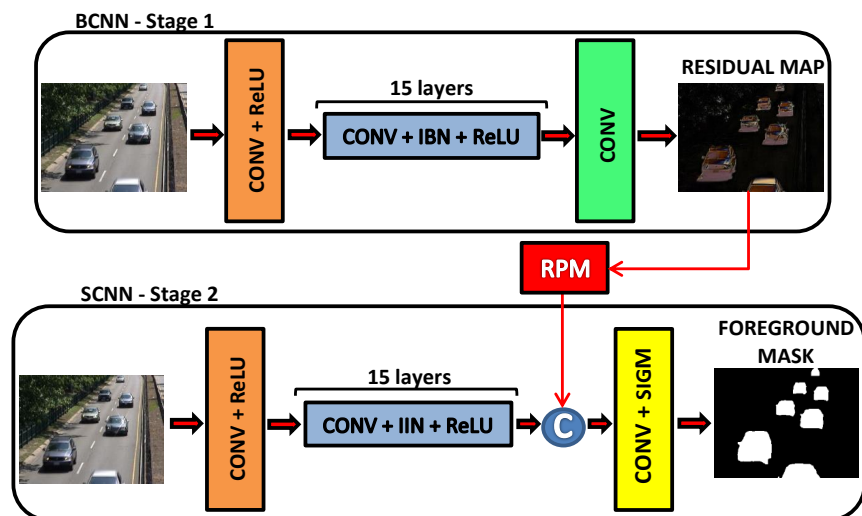 BCNN - Stage 1
CONV + ReLU
15 layers
CONV + IBN + ReLU
CONV
RESIDUAL MAP
RPM
SCNN - Stage 2
CONV + ReLU
15 layers
CONV + IIN + ReLU
C
CONV + SIGM
FOREGROUND
MASK